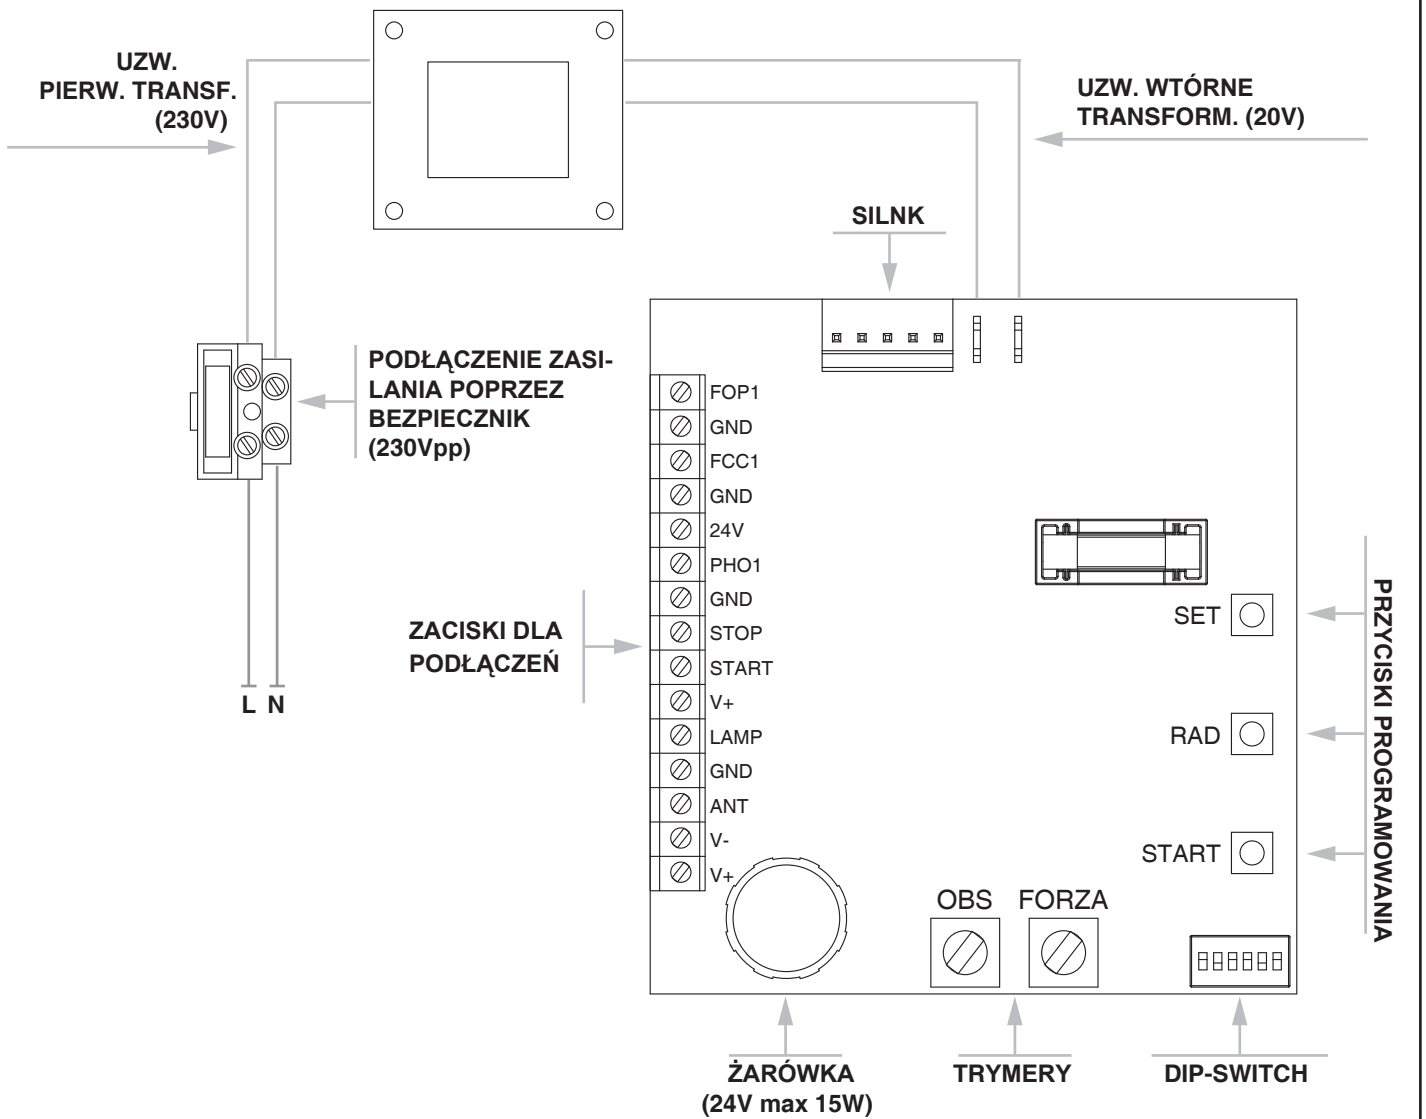 UZW.
PIERW. TRANSF.
(230V)
UZW. WTÓRNE
TRANSFORM. (20V)
SILNK
PODŁĄCZENIE ZASI-
LANIA POPRZEZ
BEZPIECZNIK
(230Vpp)
L N
ZACISKI DLA
PODŁĄCZEŃ
FOP1
GND
FCC1
GND
24V
PHO1
GND
STOP
START
V+
LAMP
GND
ANT
V-
V+
SET
RAD
START
PRZYCISKI PROGRAMOWANIA
OBS FORZA
ŻARÓWKA
(24V max 15W)
TRYMERY
DIP-SWITCH